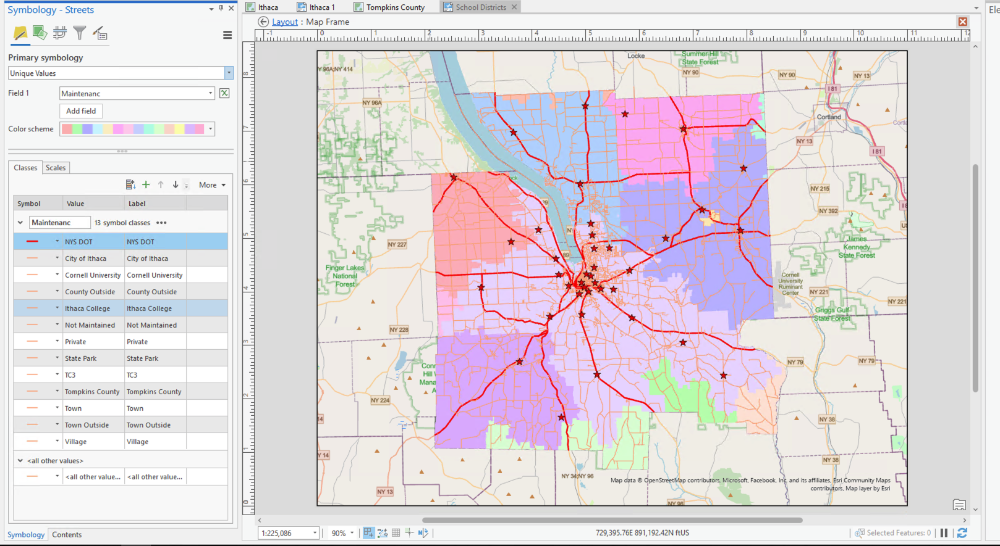 Symbology - Streets
Ithaca
Ithaca 1
Tompkins County
School Districts
Ele
Layout : Map Frame
Primary symbology
Unique Values
Field 1
Maintenanc
Add field
Color scheme
Classes
Scales
More
Symbol
Value
Label
Maintenanc
13 symbol classes
NYS DOT NYS DOT
City of Ithaca City of Ithaca
Cornell University Cornell University
County Outside County Outside
Ithaca College Ithaca College
Not Maintained Not Maintained
Private Private
State Park State Park
TC3 TC3
Tompkins County Tompkins County
Town Town
Town Outside Town Outside
Village Village
<all other values>
<all other value... <all other value...
Symbology
Contents
-1 0 1 2 3 4 5 6 7 8 9 10 11 12
8
7
6
5
4
3
2
1
0
Locke
Summer Hill
State Forest
NY 90
NY 90
NY 13
Y 96A;NY 414
I 81
NY 96A
Cortland
NY 13
I 81
ock
89
NY 215
NY 392
NY 227
89
James
Kennedy
State Forest
Finger Lakes
National
Forest
Cornell
University
Ruminant
Center
NY 221
NY 221
Griggs Gulf
State Forest
NY 228
NY 79
NY 79
Conn
Hill W
Mana
A
NY 224
14
NY 38
Y 14
NY 38
NY 34;NY 96
NY 13
NY 96
Map data © OpenStreetMap contributors, Microsoft, Facebook, Inc. and its affiliates, Esri Community Maps
contributors, Map layer by Esri
1:225,086
90%
729,395.76E 891,192.42N ftUS
Selected Features: 0